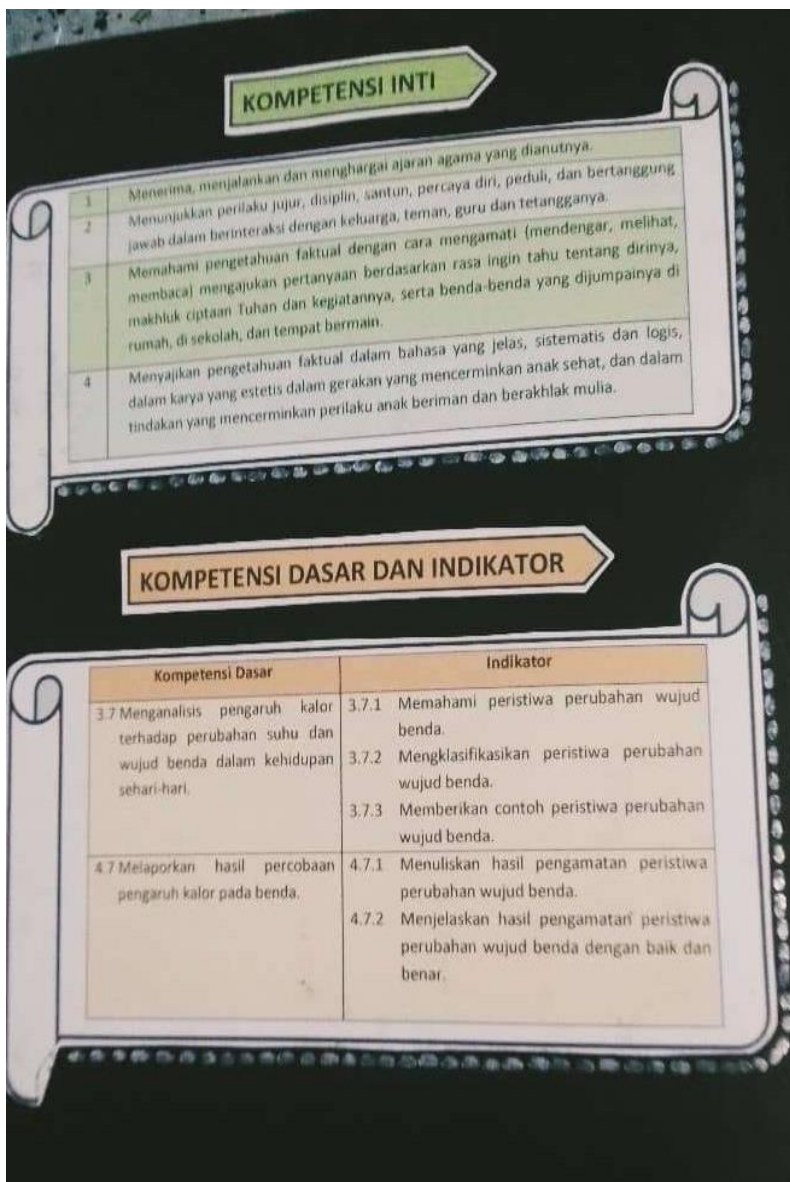 KOMPETENSI INTI
1 Menerima, menjalankan dan menghargai ajaran agama yang dianutnya.
2 Menunjukkan perilaku jujur, disiplin, santun, percaya diri, peduli, dan bertanggung
jawab dalam berinteraksi dengan keluarga, teman, guru dan tetangganya.
3 Memahami pengetahuan faktual dengan cara mengamati (mendengar, melihat,
membaca) mengajukan pertanyaan berdasarkan rasa ingin tahu tentang dirinya,
makhluk ciptaan Tuhan dan kegiatannya, serta benda-benda yang dijumpainya di
rumah, di sekolah, dan tempat bermain.
4 Menyajikan pengetahuan faktual dalam bahasa yang jelas, sistematis dan logis,
dalam karya yang estetis dalam gerakan yang mencerminkan anak sehat, dan dalam
tindakan yang mencerminkan perilaku anak beriman dan berakhlak mulia.
KOMPETENSI DASAR DAN INDIKATOR
Kompetensi Dasar
Indikator
3.7 Menganalisis pengaruh kalor
terhadap perubahan suhu dan
wujud benda dalam kehidupan
sehari-hari.
3.7.1 Memahami peristiwa perubahan wujud
benda.
3.7.2 Mengklasifikasikan peristiwa perubahan
wujud benda.
3.7.3 Memberikan contoh peristiwa perubahan
wujud benda.
4.7 Melaporkan hasil percobaan
pengaruh kalor pada benda.
4.7.1 Menuliskan hasil pengamatan peristiwa
perubahan wujud benda.
4.7.2 Menjelaskan hasil pengamatan peristiwa
perubahan wujud benda dengan baik dan
benar.